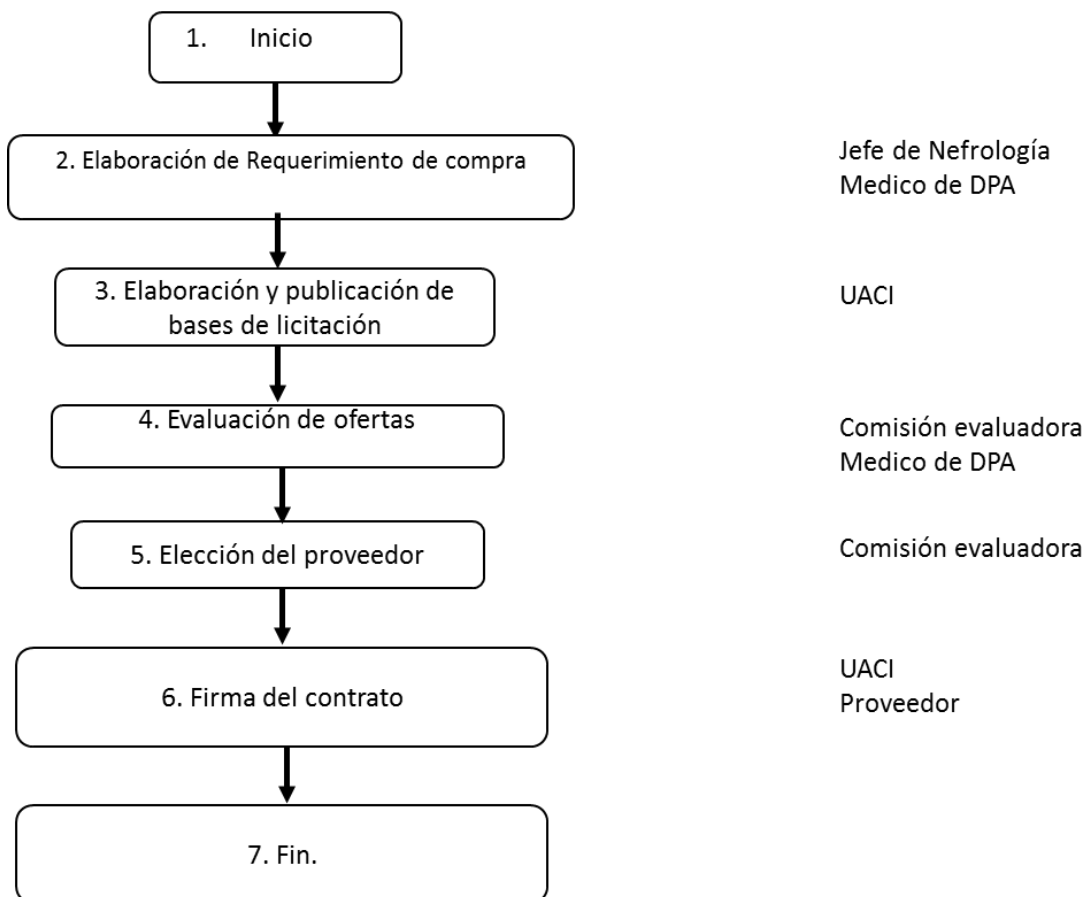 1. Inicio
2. Elaboración de Requerimiento de compra
Jefe de Nefrología
Medico de DPA
3. Elaboración y publicación de
bases de licitación
UACI
4. Evaluación de ofertas
Comisión evaluadora
Medico de DPA
5. Elección del proveedor
Comisión evaluadora
6. Firma del contrato
UACI
Proveedor
7. Fin.